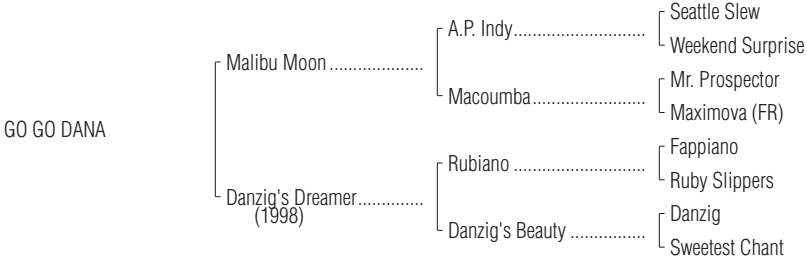 Seattle Slew
A.P. Indy..............................
Weekend Surprise
Malibu Moon .....................
Mr. Prospector
Macoumba..........................
Maximova (FR)
GO GO DANA
Fappiano
Rubiano ..............................
Ruby Slippers
Danzig's Dreamer...............
(1998)
Danzig
Danzig's Beauty .................
Sweetest Chant